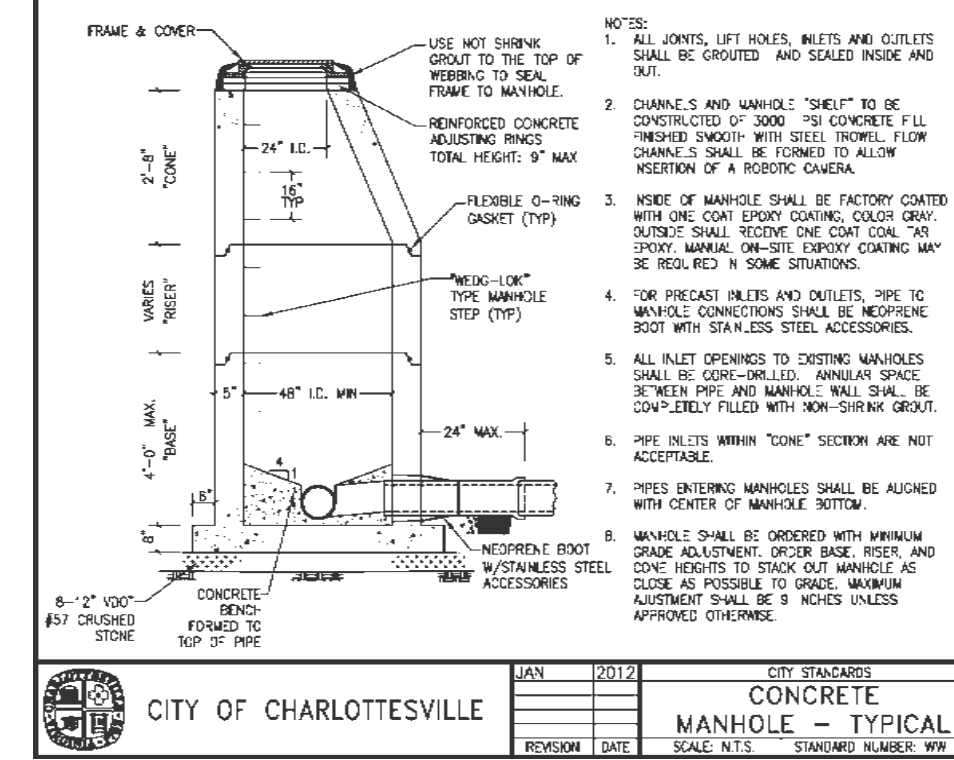 FRAME & COVER
USE NOT SHRINK
GROUT TO THE TOP OF
WEBBING TO SEAL
FRAME TO MANHOLE.
REINFORCED CONCRETE
ADJUSTING RINGS
TOTAL HEIGHT: 9" MAX
2'-8"
"CONE"
24" I.D.
16"
TYP
FLEXIBLE O-RING
GASKET (TYP)
VARIES
"RISER"
"WEDG-LOK"
TYPE MANHOLE
STEP (TYP)
5"
48" I.D. MIN
4'-0" MAX.
"BASE"
24" MAX.
4
1
6"
8"
NEOPRENE BOOT
W/STAINLESS STEEL
ACCESSORIES
8-12" VDOT
#57 CRUSHED
STONE
CONCRETE
BENCH
FORMED TO
TOP OF PIPE
NOTES:
1. ALL JOINTS, LIFT HOLES, INLETS AND OUTLETS
SHALL BE GROUTED AND SEALED INSIDE AND
OUT.
2. CHANNELS AND MANHOLE "SHELF" TO BE
CONSTRUCTED OF 3000 PSI CONCRETE FILL
FINISHED SMOOTH WITH STEEL TROWEL. FLOW
CHANNELS SHALL BE FORMED TO ALLOW
INSERTION OF A ROBOTIC CAMERA.
3. INSIDE OF MANHOLE SHALL BE FACTORY COATED
WITH ONE COAT EPOXY COATING, COLOR GRAY.
OUTSIDE SHALL RECEIVE ONE COAT COAL TAR
EPOXY. MANUAL ON-SITE EXPOXY COATING MAY
BE REQUIRED IN SOME SITUATIONS.
4. FOR PRECAST INLETS AND OUTLETS, PIPE TO
MANHOLE CONNECTIONS SHALL BE NEOPRENE
BOOT WITH STAINLESS STEEL ACCESSORIES.
5. ALL INLET OPENINGS TO EXISTING MANHOLES
SHALL BE CORE-DRILLED. ANNULAR SPACE
BETWEEN PIPE AND MANHOLE WALL SHALL BE
COMPLETELY FILLED WITH NON-SHRINK GROUT.
6. PIPE INLETS WITHIN "CONE" SECTION ARE NOT
ACCEPTABLE.
7. PIPES ENTERING MANHOLES SHALL BE ALIGNED
WITH CENTER OF MANHOLE BOTTOM.
8. MANHOLE SHALL BE ORDERED WITH MINIMUM
GRADE ADJUSTMENT. ORDER BASE, RISER, AND
CONE HEIGHTS TO STACK OUT MANHOLE AS
CLOSE AS POSSIBLE TO GRADE. MAXIMUM
AJUSTMENT SHALL BE 9 INCHES UNLESS
APPROVED OTHERWISE.
CITY OF CHARLOTTESVILLE
JAN 2012
REVISION DATE
CITY STANDARDS
CONCRETE
MANHOLE - TYPICAL
SCALE: N.T.S. STANDARD NUMBER: WW